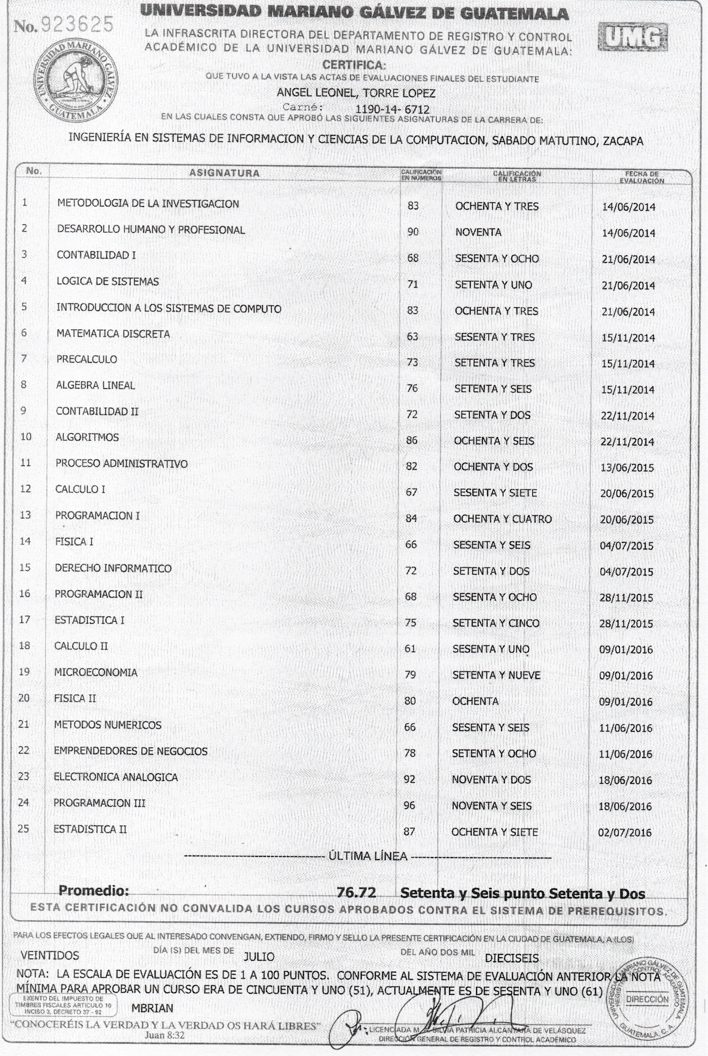 UNIVERSIDAD MARIANO GÁLVEZ DE GUATEMALA
No. 923625
LA INFRASCRITA DIRECTORA DEL DEPARTAMENTO DE REGISTRO Y CONTROL
ACADÉMICO DE LA UNIVERSIDAD MARIANO GÁLVEZ DE GUATEMALA:
UMG
UNIVERSIDAD MARIANO GÁLVEZ GUATEMALA
CERTIFICA:
QUE TUVO A LA VISTA LAS ACTAS DE EVALUACIONES FINALES DEL ESTUDIANTE
ANGEL LEONEL, TORRE LOPEZ
Carné: 1190-14- 6712
EN LAS CUALES CONSTA QUE APROBÓ LAS SIGUIENTES ASIGNATURAS DE LA CARRERA DE:
INGENIERÍA EN SISTEMAS DE INFORMACION Y CIENCIAS DE LA COMPUTACION, SABADO MATUTINO, ZACAPA
No. ASIGNATURA CALIFICACIÓN EN NÚMEROS CALIFICACIÓN EN LETRAS FECHA DE EVALUACIÓN
1 METODOLOGIA DE LA INVESTIGACION 83 OCHENTA Y TRES 14/06/2014
2 DESARROLLO HUMANO Y PROFESIONAL 90 NOVENTA 14/06/2014
3 CONTABILIDAD I 68 SESENTA Y OCHO 21/06/2014
4 LOGICA DE SISTEMAS 71 SETENTA Y UNO 21/06/2014
5 INTRODUCCION A LOS SISTEMAS DE COMPUTO 83 OCHENTA Y TRES 21/06/2014
6 MATEMATICA DISCRETA 63 SESENTA Y TRES 15/11/2014
7 PRECALCULO 73 SETENTA Y TRES 15/11/2014
8 ALGEBRA LINEAL 76 SETENTA Y SEIS 15/11/2014
9 CONTABILIDAD II 72 SETENTA Y DOS 22/11/2014
10 ALGORITMOS 86 OCHENTA Y SEIS 22/11/2014
11 PROCESO ADMINISTRATIVO 82 OCHENTA Y DOS 13/06/2015
12 CALCULO I 67 SESENTA Y SIETE 20/06/2015
13 PROGRAMACION I 84 OCHENTA Y CUATRO 20/06/2015
14 FISICA I 66 SESENTA Y SEIS 04/07/2015
15 DERECHO INFORMATICO 72 SETENTA Y DOS 04/07/2015
16 PROGRAMACION II 68 SESENTA Y OCHO 28/11/2015
17 ESTADISTICA I 75 SETENTA Y CINCO 28/11/2015
18 CALCULO II 61 SESENTA Y UNO 09/01/2016
19 MICROECONOMIA 79 SETENTA Y NUEVE 09/01/2016
20 FISICA II 80 OCHENTA 09/01/2016
21 METODOS NUMERICOS 66 SESENTA Y SEIS 11/06/2016
22 EMPRENDEDORES DE NEGOCIOS 78 SETENTA Y OCHO 11/06/2016
23 ELECTRONICA ANALOGICA 92 NOVENTA Y DOS 18/06/2016
24 PROGRAMACION III 96 NOVENTA Y SEIS 18/06/2016
25 ESTADISTICA II 87 OCHENTA Y SIETE 02/07/2016
---------------------------- ÚLTIMA LÍNEA ----------------------------
Promedio: 76.72 Setenta y Seis punto Setenta y Dos
ESTA CERTIFICACIÓN NO CONVALIDA LOS CURSOS APROBADOS CONTRA EL SISTEMA DE PREREQUISITOS.
PARA LOS EFECTOS LEGALES QUE AL INTERESADO CONVENGAN, EXTIENDO, FIRMO Y SELLO LA PRESENTE CERTIFICACIÓN EN LA CIUDAD DE GUATEMALA, A (LOS)
VEINTIDOS DÍA (S) DEL MES DE JULIO DEL AÑO DOS MIL DIECISEIS
NOTA: LA ESCALA DE EVALUACIÓN ES DE 1 A 100 PUNTOS. CONFORME AL SISTEMA DE EVALUACIÓN ANTERIOR LA NOTA
MÍNIMA PARA APROBAR UN CURSO ERA DE CINCUENTA Y UNO (51), ACTUALMENTE ES DE SESENTA Y UNO (61)
EXENTO DEL IMPUESTO DE
TIMBRES FISCALES ARTICULO 10
INCISO 3, DECRETO 37 - 92
MBRIAN
"CONOCERÉIS LA VERDAD Y LA VERDAD OS HARÁ LIBRES"
Juan 8:32
LICENCIADA M. SILVIA PATRICIA ALCÁNTARA DE VELÁSQUEZ
DIRECTORA GENERAL DE REGISTRO Y CONTROL ACADÉMICO
DIRECCIÓN
GUATEMALA, C. A.